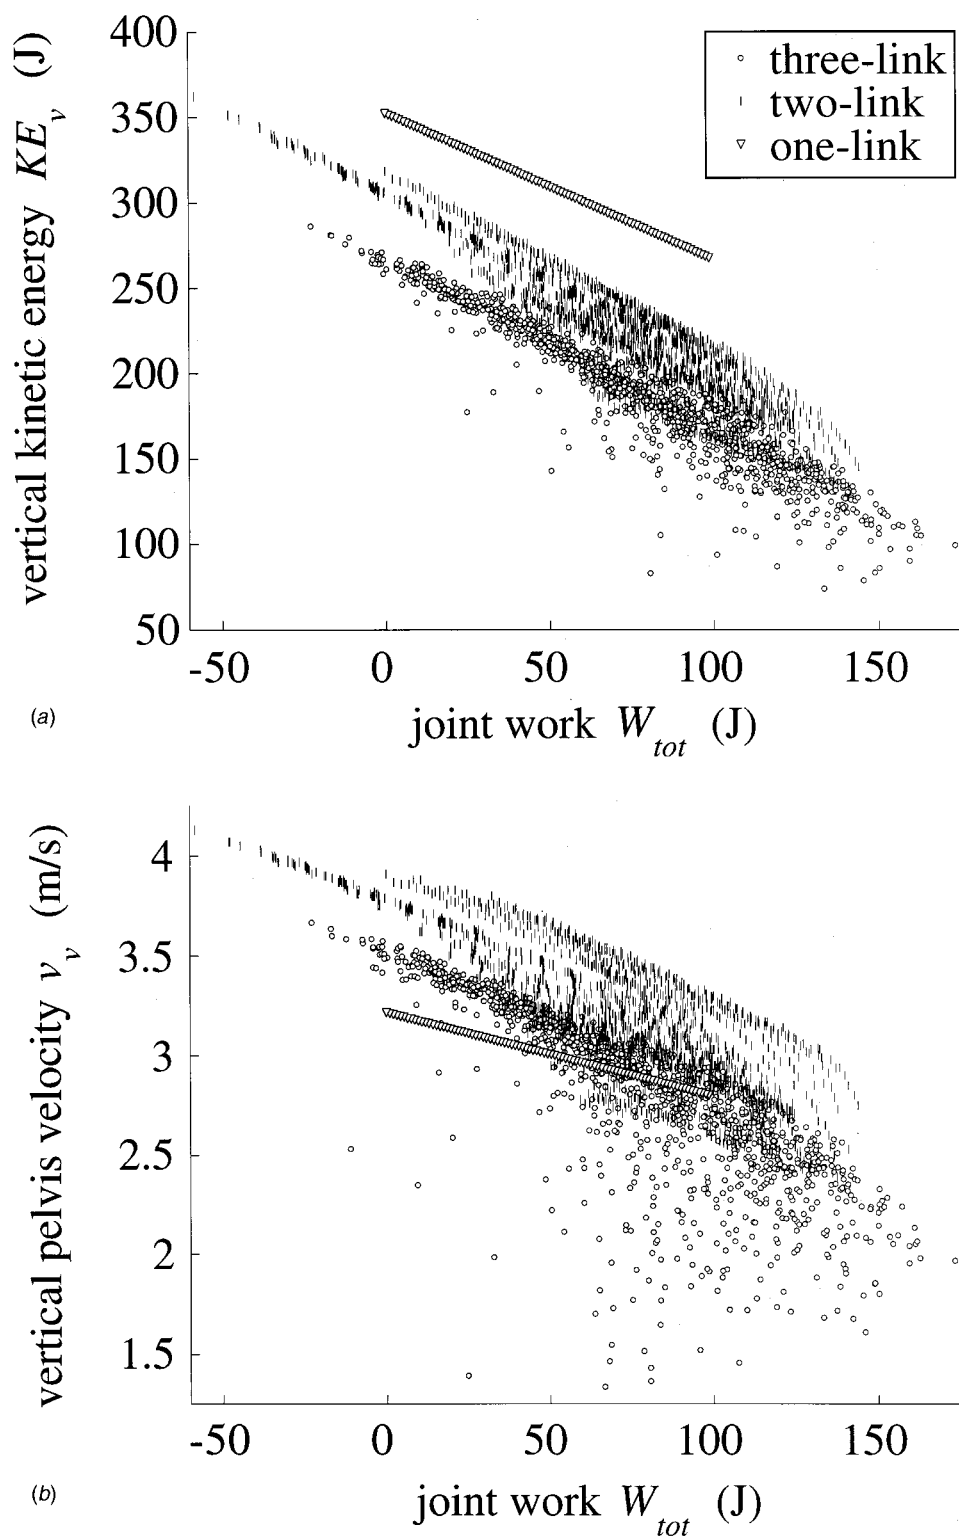 400
350
300
250
200
150
100
50
vertical kinetic energy KE_v (J)
three-link
two-link
one-link
-50 0 50 100 150
joint work W_tot (J)
(a)
4
3.5
3
2.5
2
1.5
vertical pelvis velocity v_v (m/s)
-50 0 50 100 150
joint work W_tot (J)
(b)